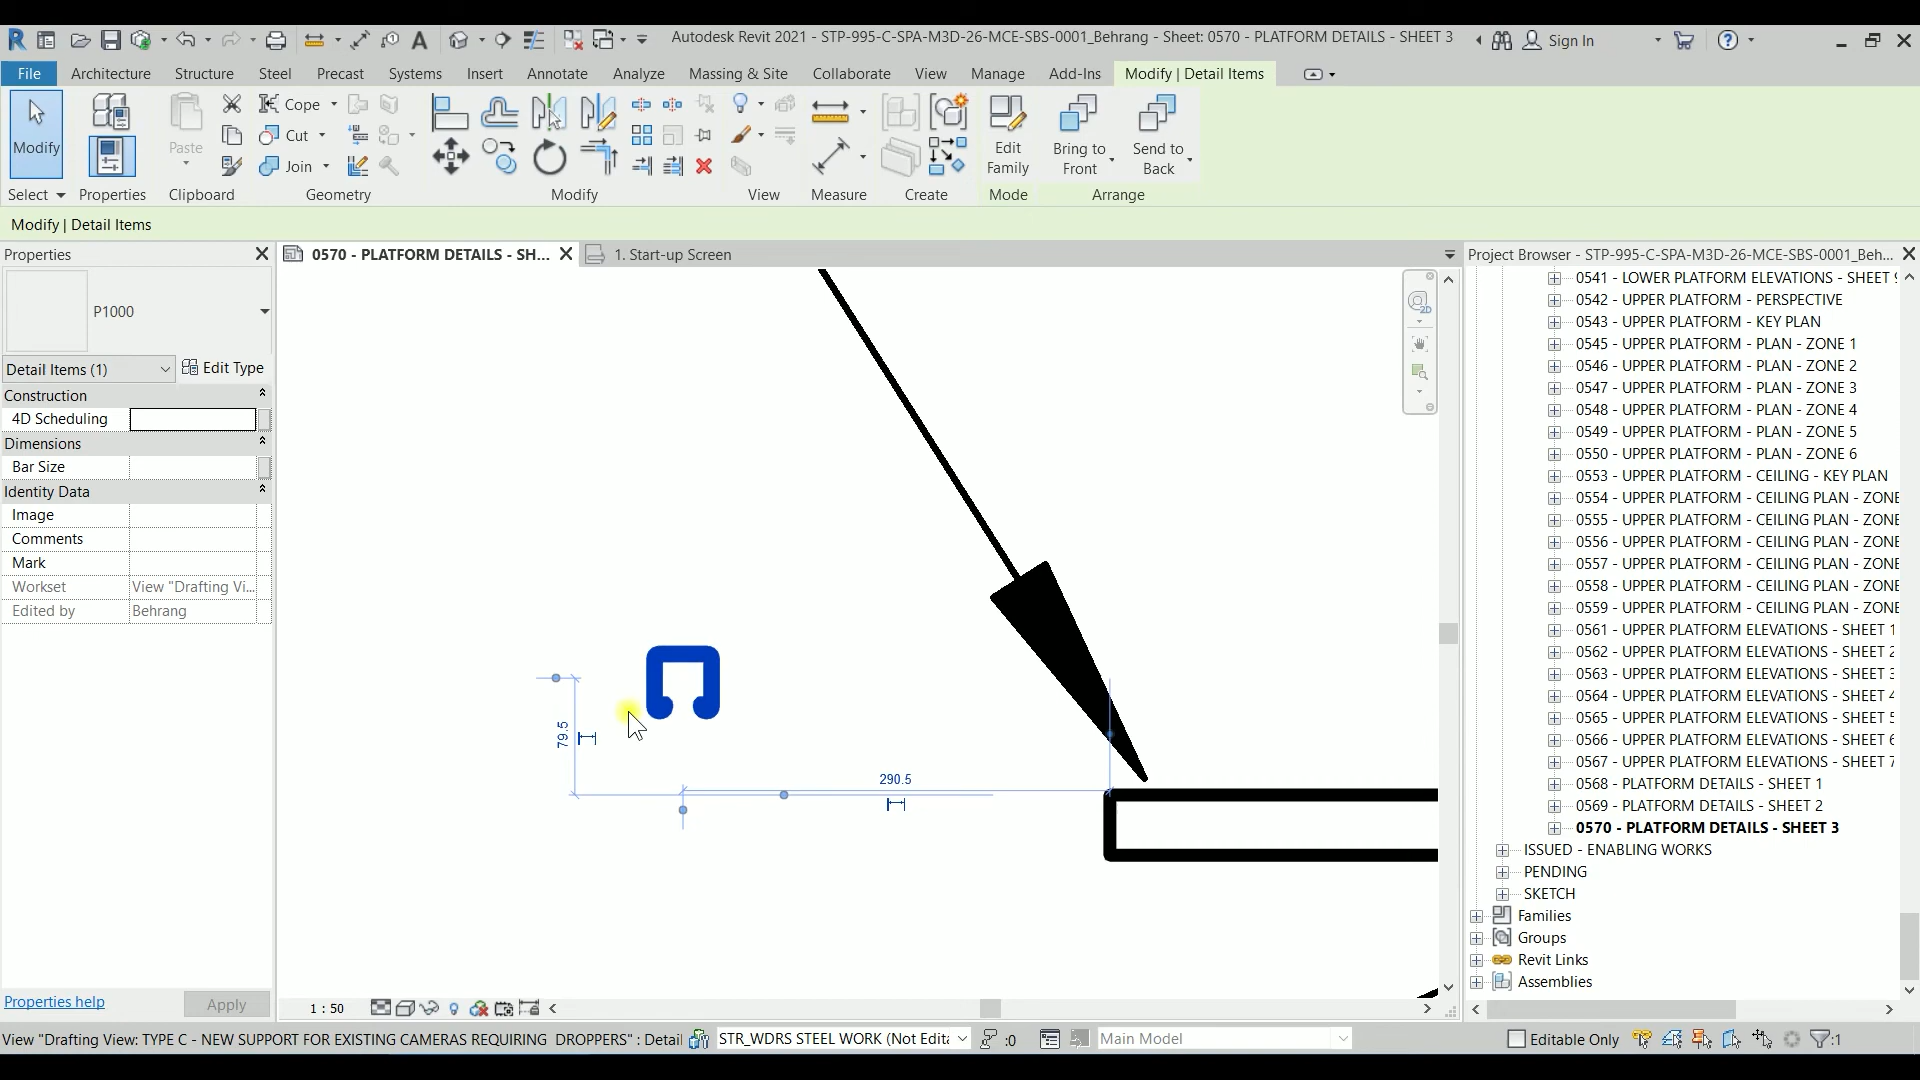 Autodesk Revit 2021 - STP-995-C-SPA-M3D-26-MCE-SBS-0001_Behrang - Sheet: 0570 - PLATFORM DETAILS - SHEET 3
Sign In
File Architecture Structure Steel Precast Systems Insert Annotate Analyze Massing & Site Collaborate View Manage Add-Ins Modify | Detail Items
Cope
Cut
Join
Modify
Paste
Edit Family
Bring to Front
Send to Back
Select Properties Clipboard Geometry Modify View Measure Create Mode Arrange
Modify | Detail Items
Properties
P1000
Detail Items (1)
Edit Type
Construction
4D Scheduling
Dimensions
Bar Size
Identity Data
Image
Comments
Mark
Workset View "Drafting Vi...
Edited by Behrang
Properties help
Apply
0570 - PLATFORM DETAILS - SH...
1. Start-up Screen
2D
79.5
290.5
1 : 50
Project Browser - STP-995-C-SPA-M3D-26-MCE-SBS-0001_Beh...
0541 - LOWER PLATFORM ELEVATIONS - SHEET 9
0542 - UPPER PLATFORM - PERSPECTIVE
0543 - UPPER PLATFORM - KEY PLAN
0545 - UPPER PLATFORM - PLAN - ZONE 1
0546 - UPPER PLATFORM - PLAN - ZONE 2
0547 - UPPER PLATFORM - PLAN - ZONE 3
0548 - UPPER PLATFORM - PLAN - ZONE 4
0549 - UPPER PLATFORM - PLAN - ZONE 5
0550 - UPPER PLATFORM - PLAN - ZONE 6
0553 - UPPER PLATFORM - CEILING - KEY PLAN
0554 - UPPER PLATFORM - CEILING PLAN - ZONE
0555 - UPPER PLATFORM - CEILING PLAN - ZONE
0556 - UPPER PLATFORM - CEILING PLAN - ZONE
0557 - UPPER PLATFORM - CEILING PLAN - ZONE
0558 - UPPER PLATFORM - CEILING PLAN - ZONE
0559 - UPPER PLATFORM - CEILING PLAN - ZONE
0561 - UPPER PLATFORM ELEVATIONS - SHEET 1
0562 - UPPER PLATFORM ELEVATIONS - SHEET 2
0563 - UPPER PLATFORM ELEVATIONS - SHEET 3
0564 - UPPER PLATFORM ELEVATIONS - SHEET 4
0565 - UPPER PLATFORM ELEVATIONS - SHEET 5
0566 - UPPER PLATFORM ELEVATIONS - SHEET 6
0567 - UPPER PLATFORM ELEVATIONS - SHEET 7
0568 - PLATFORM DETAILS - SHEET 1
0569 - PLATFORM DETAILS - SHEET 2
0570 - PLATFORM DETAILS - SHEET 3
ISSUED - ENABLING WORKS
PENDING
SKETCH
Families
Groups
Revit Links
Assemblies
View "Drafting View: TYPE C - NEW SUPPORT FOR EXISTING CAMERAS REQUIRING DROPPERS" : Detail
STR_WDRS STEEL WORK (Not Edita
:0
Main Model
Editable Only
:1